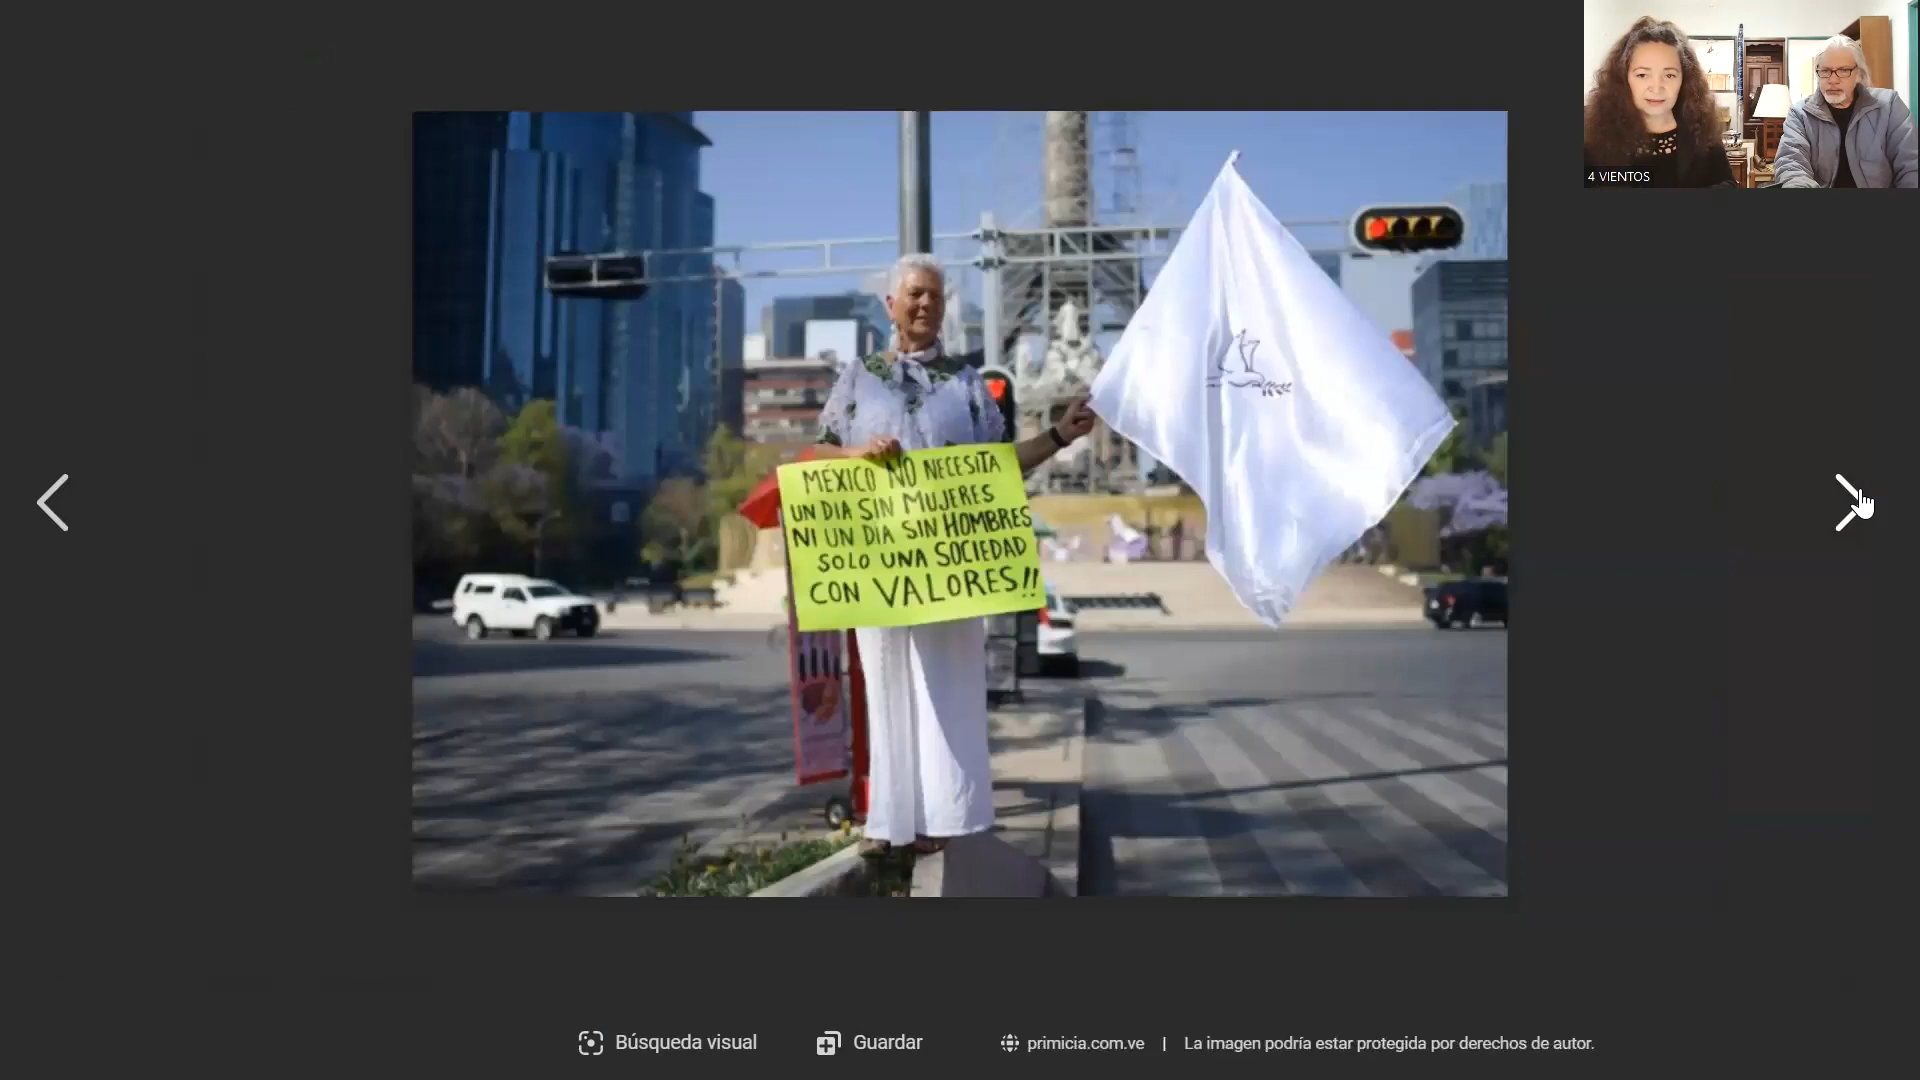 4 VIENTOS
MÉXICO NO NECESITA
UN DIA SIN MUJERES
NI UN DIA SIN HOMBRES
SOLO UNA SOCIEDAD
CON VALORES!!
Búsqueda visual
Guardar
primicia.com.ve | La imagen podría estar protegida por derechos de autor.